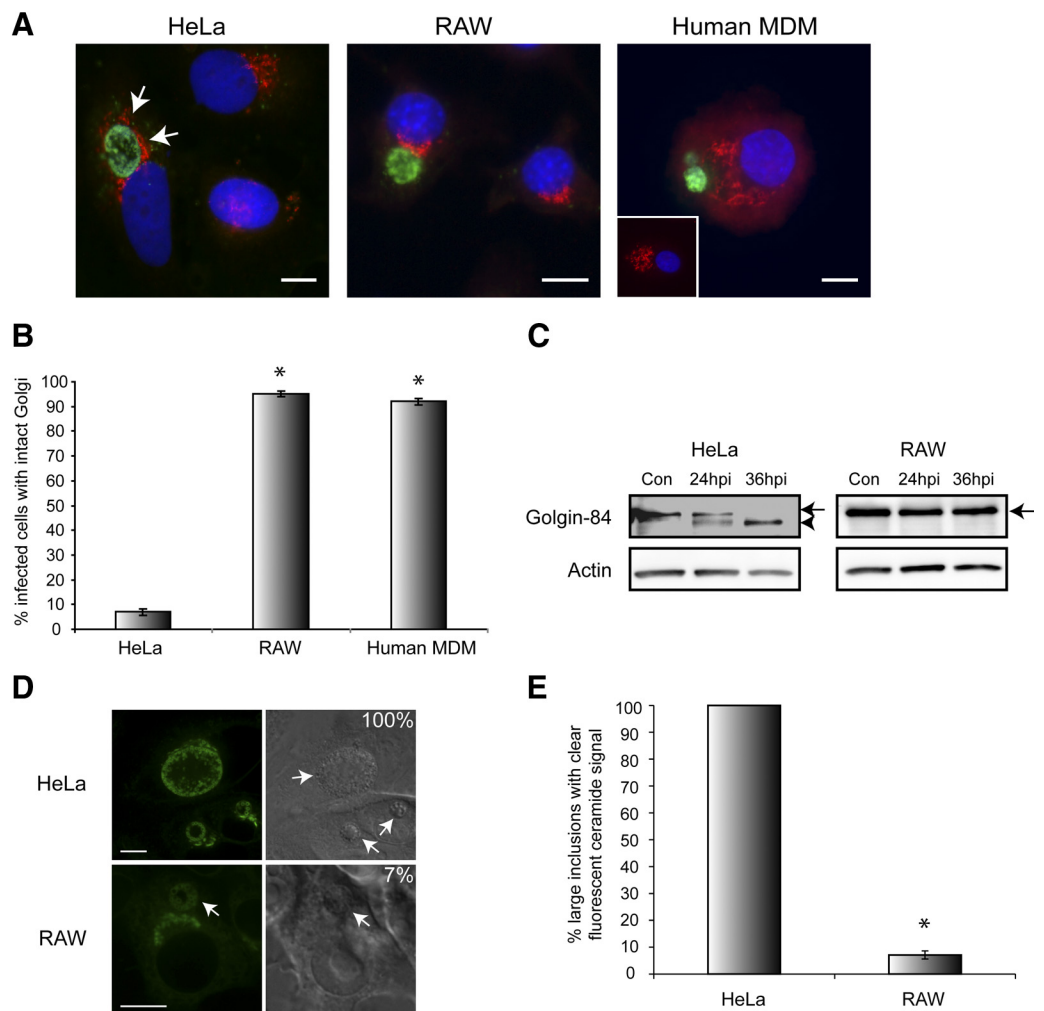 A
HeLa
RAW
Human MDM
B
% infected cells with intact Golgi
100
90
80
70
60
50
40
30
20
10
0
*
*
HeLa
RAW
Human MDM
C
HeLa
RAW
Con 24hpi 36hpi
Con 24hpi 36hpi
Golgin-84
Actin
D
HeLa
100%
RAW
7%
E
% large inclusions with clear
fluorescent ceramide signal
100
90
80
70
60
50
40
30
20
10
0
*
HeLa
RAW